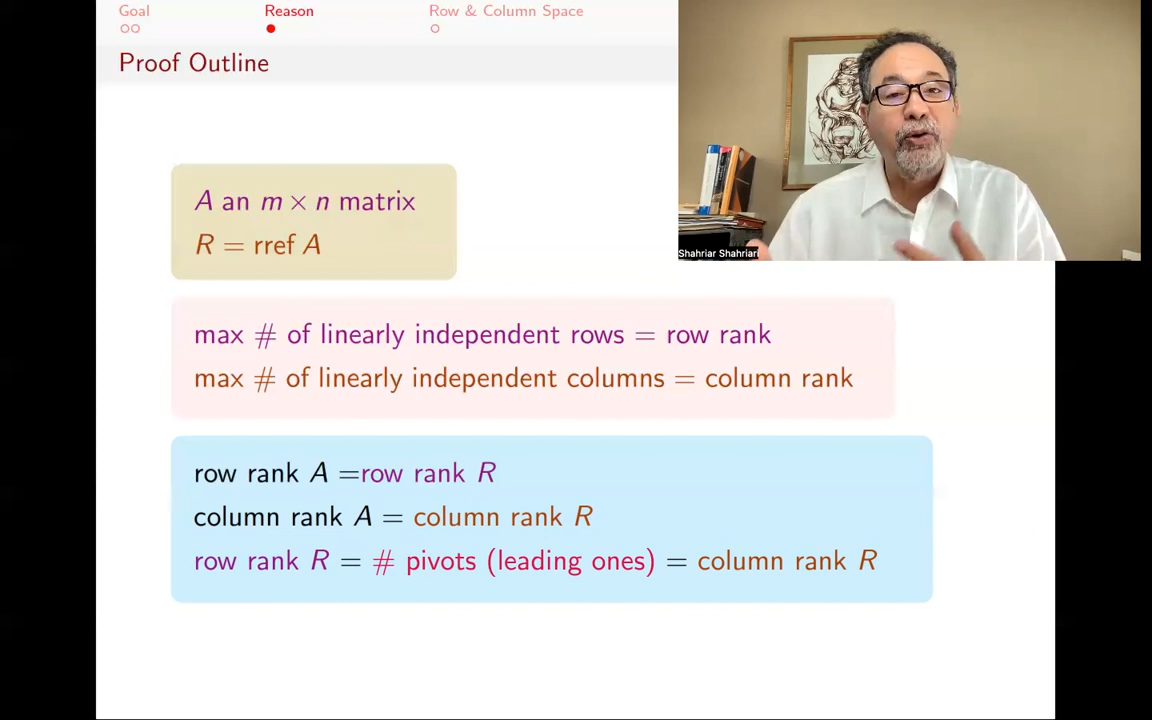 Goal
Reason
Row & Column Space
Proof Outline
A an m × n matrix
R = rref A
max # of linearly independent rows = row rank
max # of linearly independent columns = column rank
row rank A =row rank R
column rank A = column rank R
row rank R = # pivots (leading ones) = column rank R
Shahriar Shahriari